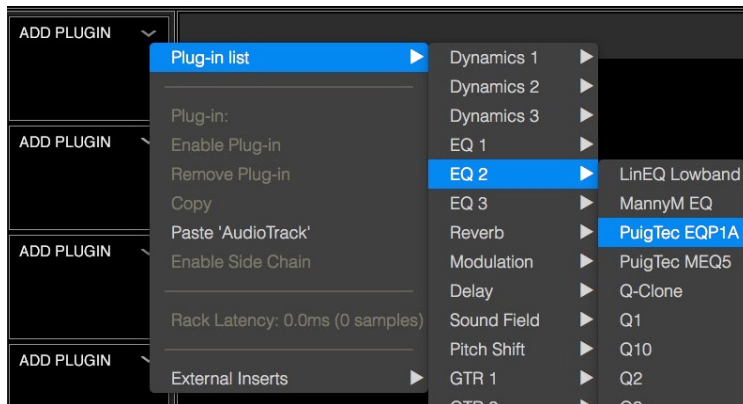 ADD PLUGIN
ADD PLUGIN
ADD PLUGIN
ADD PLUGIN
Plug-in list
Plug-in:
Enable Plug-in
Remove Plug-in
Copy
Paste 'AudioTrack'
Enable Side Chain
Rack Latency: 0.0ms (0 samples)
External Inserts
Dynamics 1
Dynamics 2
Dynamics 3
EQ 1
EQ 2
EQ 3
Reverb
Modulation
Delay
Sound Field
Pitch Shift
GTR 1
LinEQ Lowband
MannyM EQ
PuigTec EQP1A
PuigTec MEQ5
Q-Clone
Q1
Q10
Q2